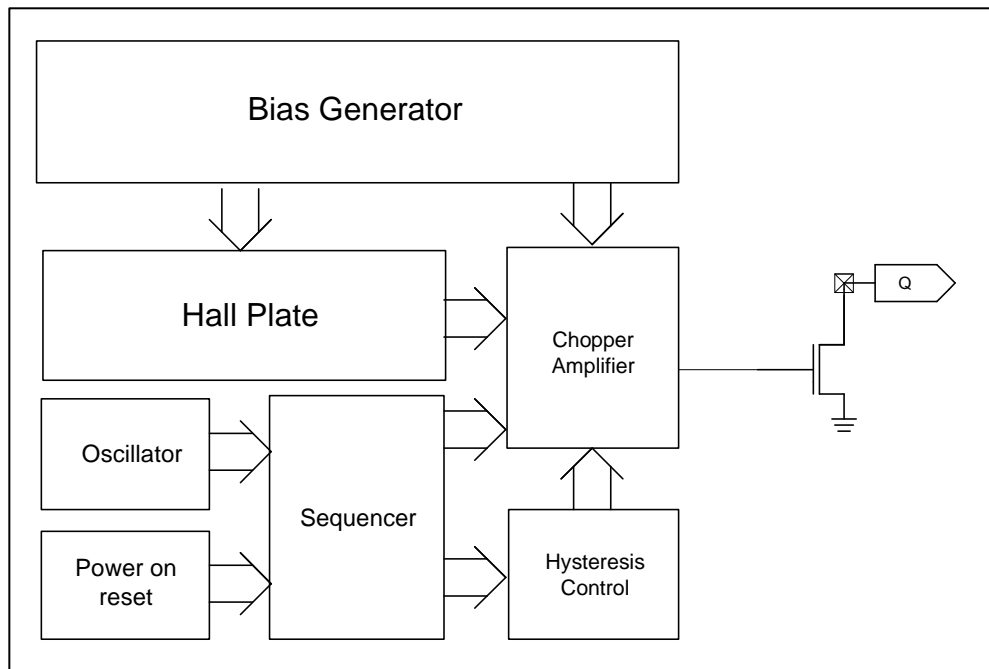 Bias Generator
Hall Plate
Chopper
Amplifier
Q
Oscillator
Sequencer
Power on
reset
Hysteresis
Control